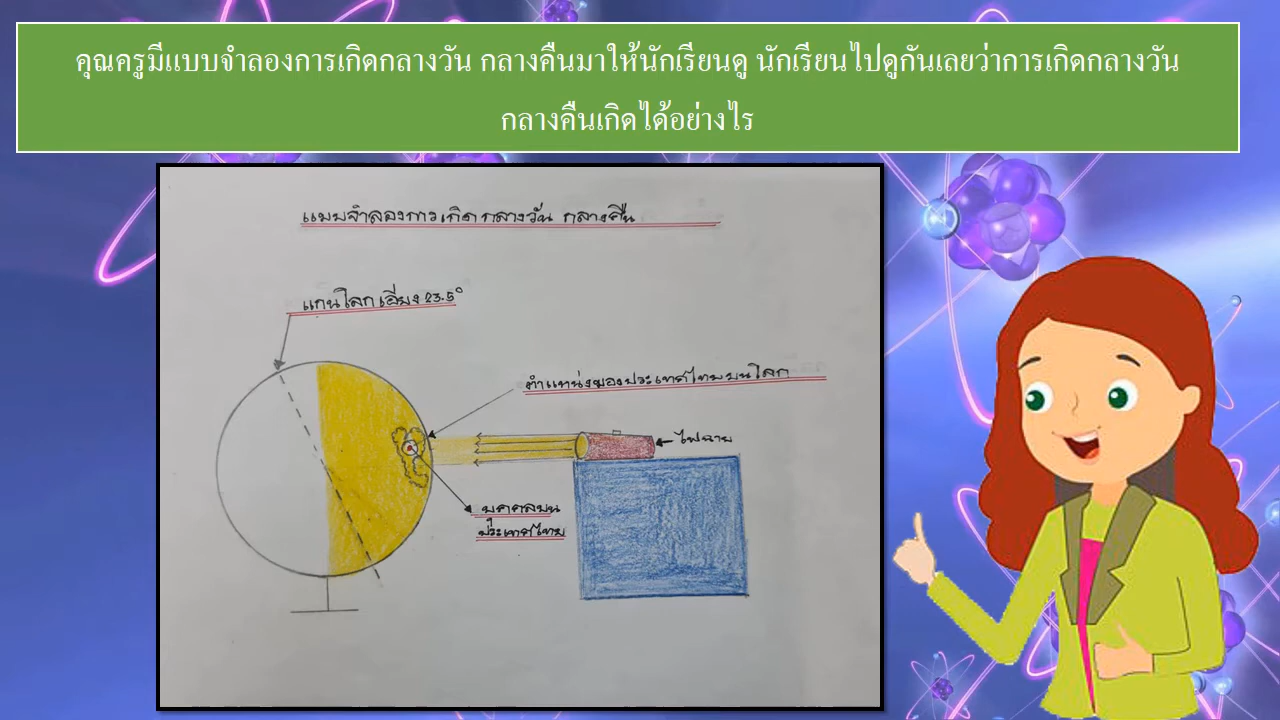 คุณครูมีแบบจำลองการเกิดกลางวัน กลางคืนมาให้นักเรียนดู นักเรียนไปดูกันเลยว่าการเกิดกลางวัน
กลางคืนเกิดได้อย่างไร
แบบจำลองการเกิดกลางวัน กลางคืน
แกนโลกเอียง 23.5°
ตำแหน่งของประเทศไทยบนโลก
ไฟฉาย
บุคคลบน
ประเทศไทย